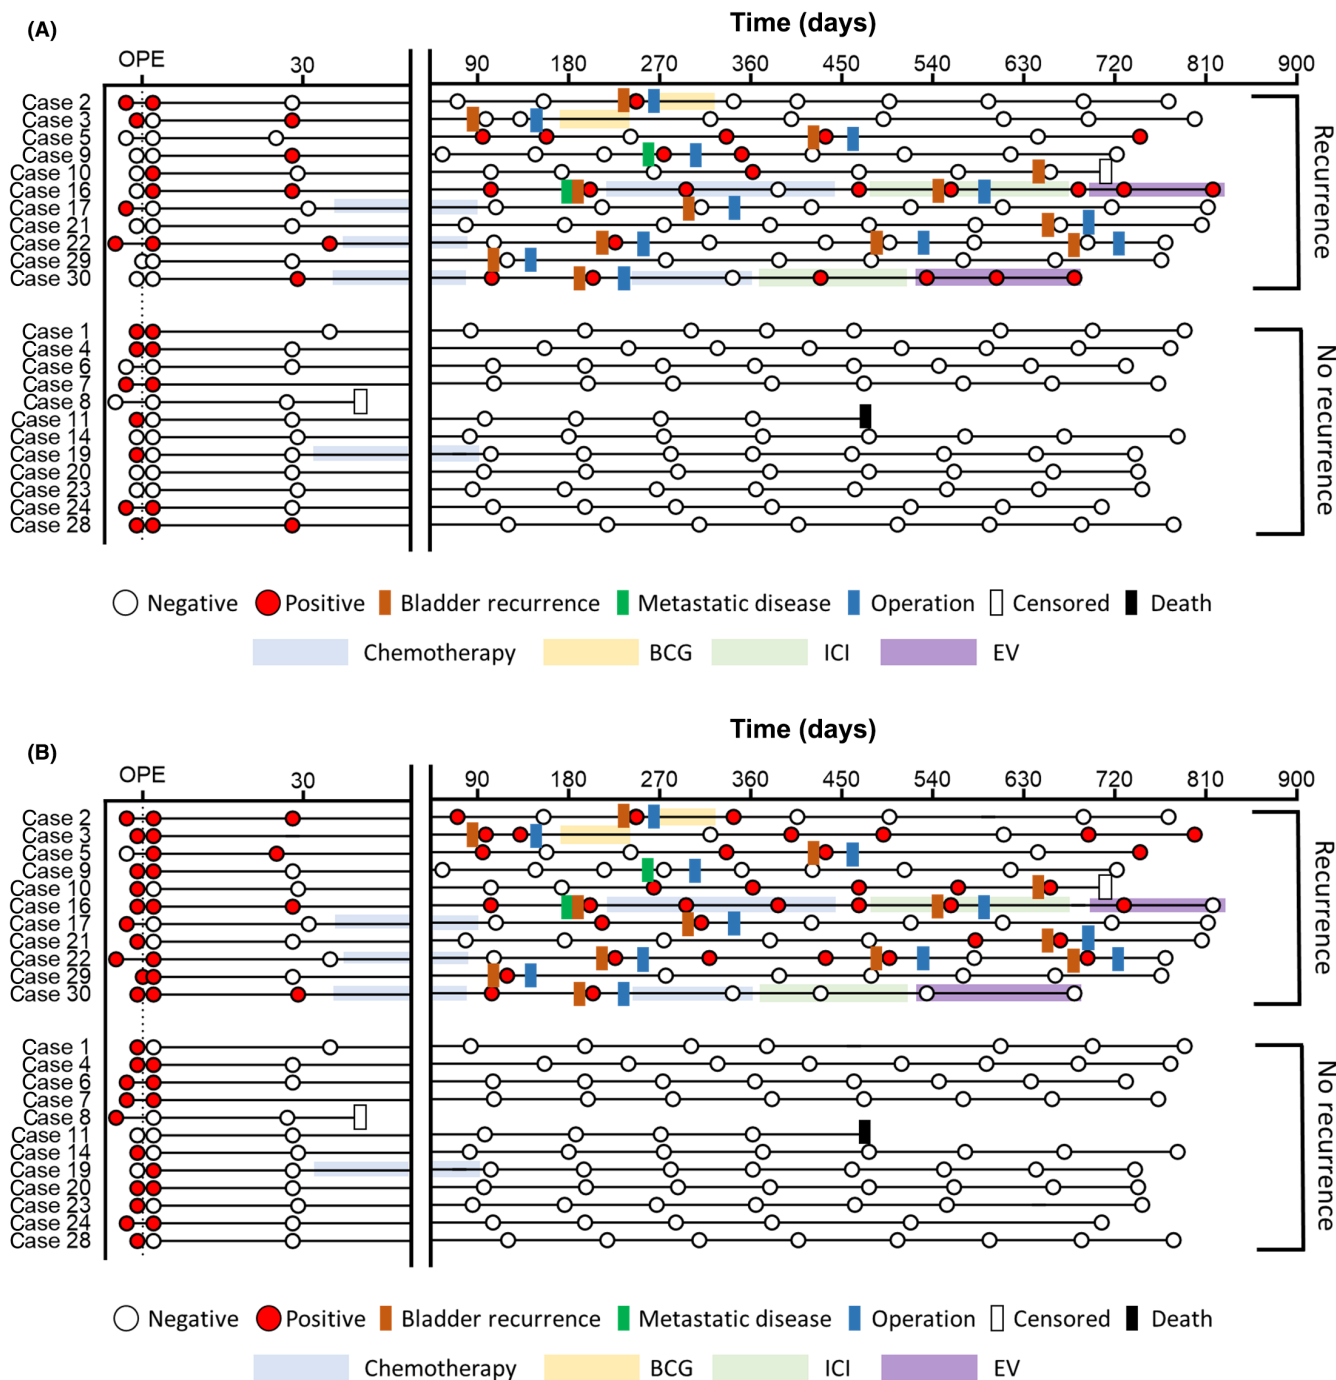 (A)
Time (days)
OPE 30 90 180 270 360 450 540 630 720 810 900
Case 2
Case 3
Case 5
Case 9
Case 10
Case 16
Case 17
Case 21
Case 22
Case 29
Case 30
Recurrence
Case 1
Case 4
Case 6
Case 7
Case 8
Case 11
Case 14
Case 19
Case 20
Case 23
Case 24
Case 28
No recurrence
Negative Positive Bladder recurrence Metastatic disease Operation Censored Death
Chemotherapy BCG ICI EV
(B)
Time (days)
OPE 30 90 180 270 360 450 540 630 720 810 900
Case 2
Case 3
Case 5
Case 9
Case 10
Case 16
Case 17
Case 21
Case 22
Case 29
Case 30
Recurrence
Case 1
Case 4
Case 6
Case 7
Case 8
Case 11
Case 14
Case 19
Case 20
Case 23
Case 24
Case 28
No recurrence
Negative Positive Bladder recurrence Metastatic disease Operation Censored Death
Chemotherapy BCG ICI EV